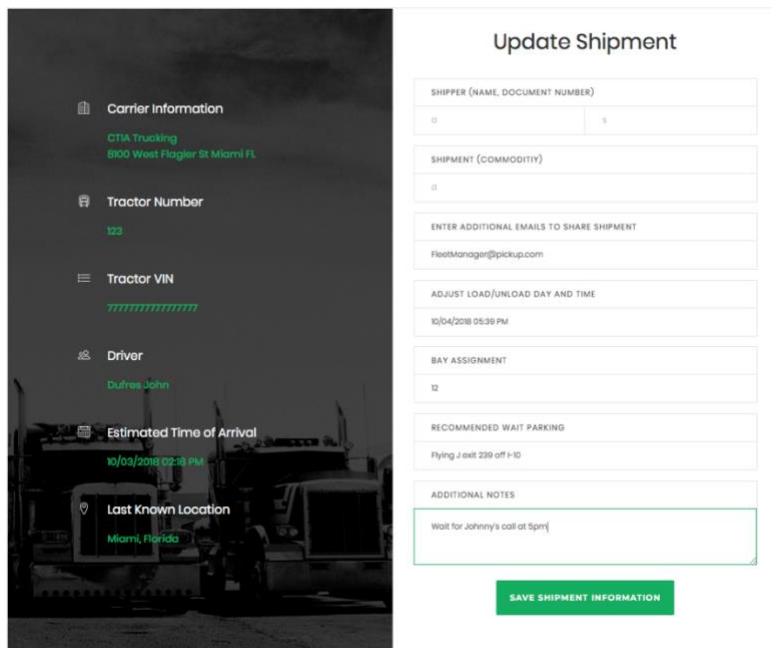 Carrier Information
CTIA Trucking
8100 West Flagler St Miami FL
Tractor Number
123
Tractor VIN
77777777777777777
Driver
Dufres John
Estimated Time of Arrival
10/03/2018 02:18 PM
Last Known Location
Miami, Florida
Update Shipment
SHIPPER (NAME, DOCUMENT NUMBER)
a s
SHIPMENT (COMMODITIY)
d
ENTER ADDITIONAL EMAILS TO SHARE SHIPMENT
FleetManager@pickup.com
ADJUST LOAD/UNLOAD DAY AND TIME
10/04/2018 05:39 PM
BAY ASSIGNMENT
12
RECOMMENDED WAIT PARKING
Flying J exit 239 off I-10
ADDITIONAL NOTES
Wait for Johnny's call at 5pm
SAVE SHIPMENT INFORMATION